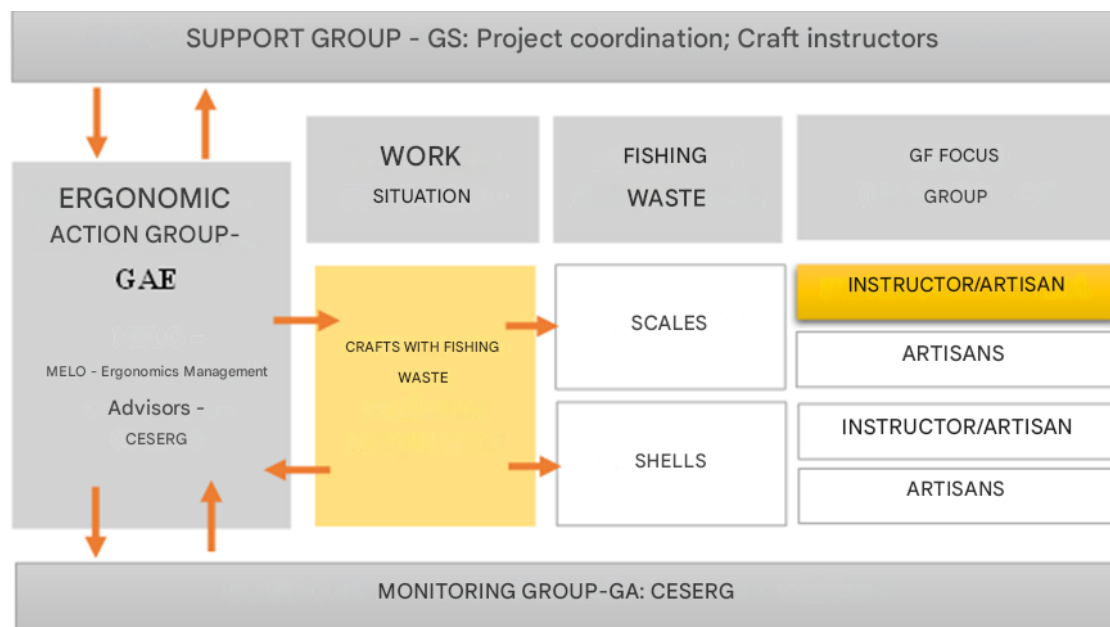 SUPPORT GROUP - GS: Project coordination; Craft instructors
ERGONOMIC
ACTION GROUP-
GAE
MELO - Ergonomics Management
Advisors -
CESERG
WORK
SITUATION
FISHING
WASTE
GF FOCUS
GROUP
CRAFTS WITH FISHING
WASTE
SCALES
SHELLS
INSTRUCTOR/ARTISAN
ARTISANS
INSTRUCTOR/ARTISAN
ARTISANS
MONITORING GROUP-GA: CESERG